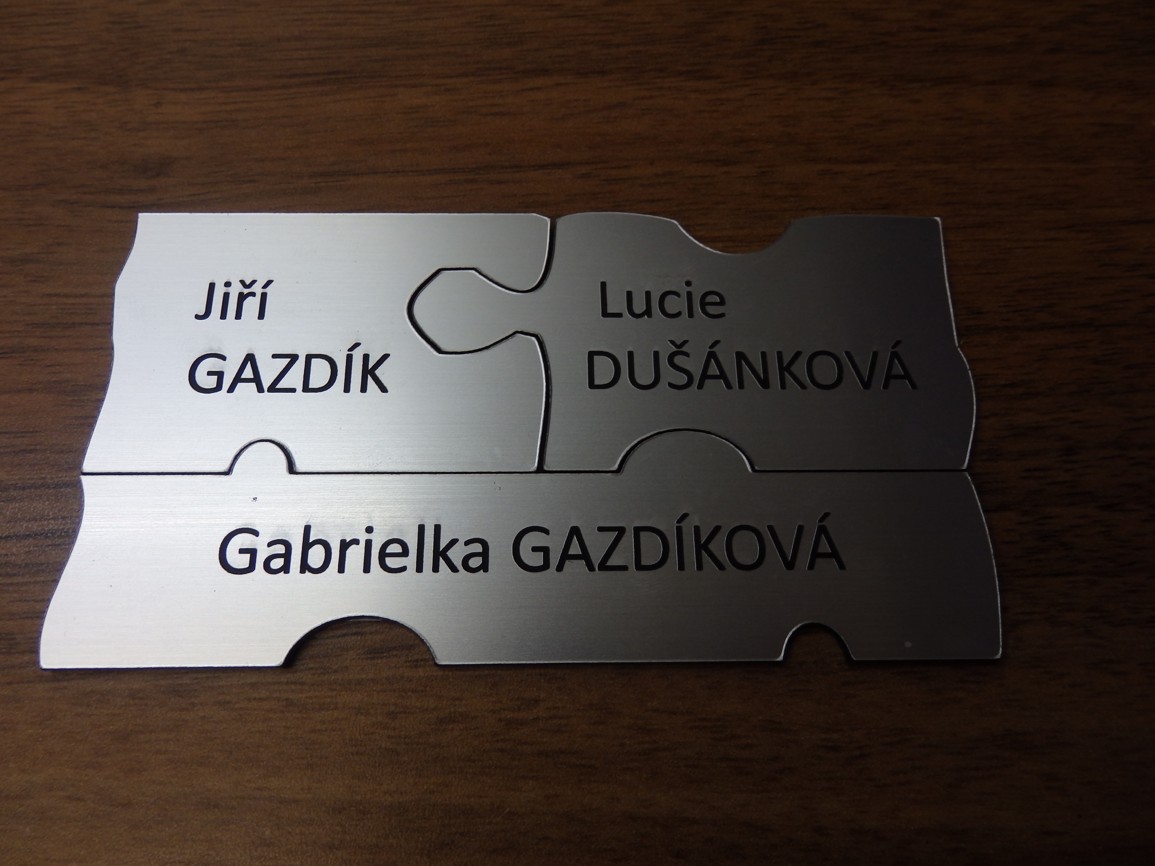 Jiří
GAZDÍK
Lucie
DUŠÁNKOVÁ
Gabrielka GAZDÍKOVÁ